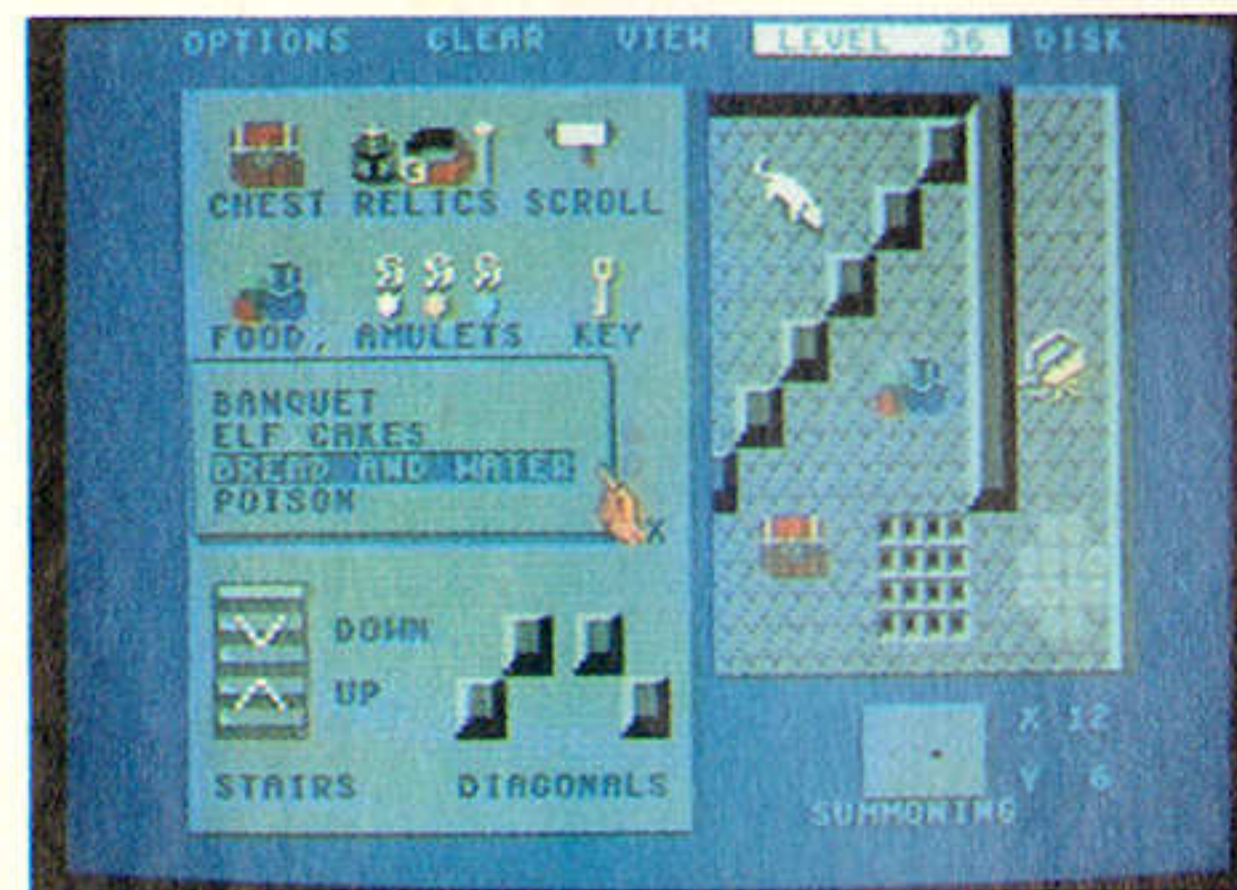 OPTIONS CLEAR VIEW LEVEL 36 DISK
CHEST RELICS SCROLL
FOOD, AMULETS KEY
BANQUET
ELF CAKES
BREAD AND WATER
POISON
DOWN
UP
STAIRS DIAGONALS
X 12
Y 6
SUMMONING